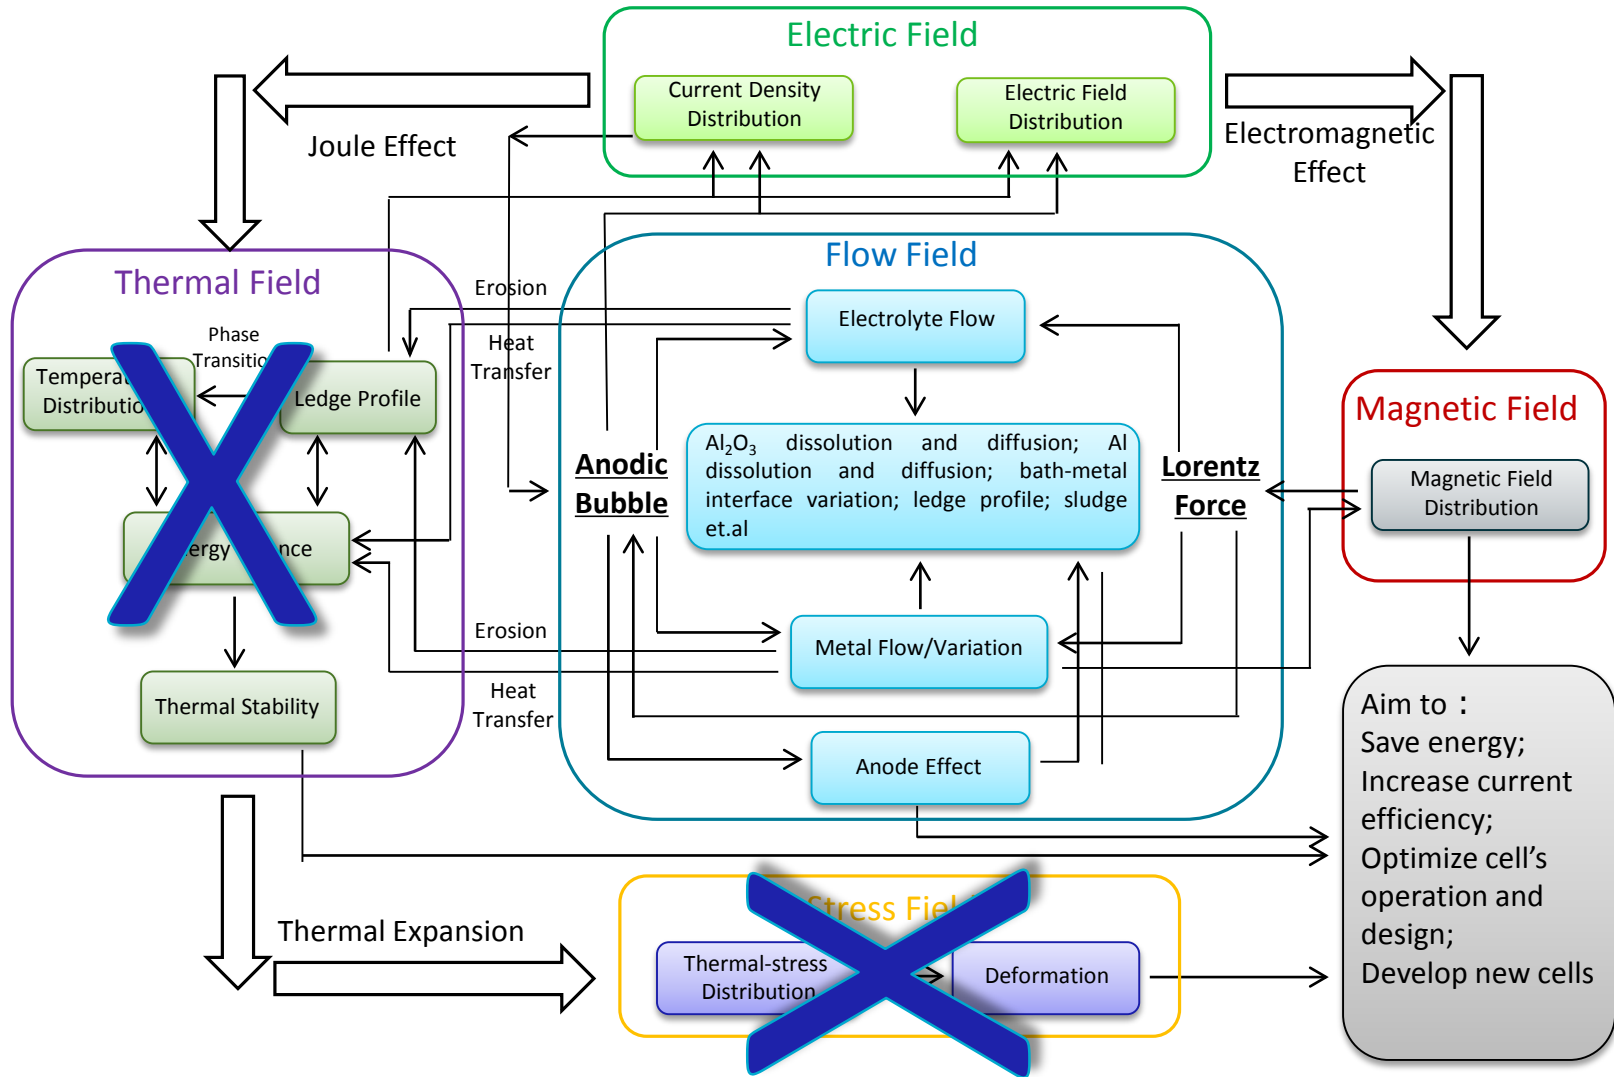 Electric Field
Current Density
Distribution
Electric Field
Distribution
Joule Effect
Electromagnetic
Effect
Thermal Field
Phase
Transition
Distribution
Ledge Profile
Thermal Stability
Erosion
Heat
Transfer
Erosion
Heat
Transfer
Flow Field
Electrolyte Flow
Al₂O₃ dissolution and diffusion; Al
dissolution and diffusion; bath-metal
interface variation; ledge profile; sludge
et.al
Anodic
Bubble
Lorentz
Force
Metal Flow/Variation
Anode Effect
Magnetic Field
Magnetic Field
Distribution
Aim to：
Save energy;
Increase current
efficiency;
Optimize cell's
operation and
design;
Develop new cells
Thermal Expansion
Stress Field
Thermal-stress
Distribution
Deformation